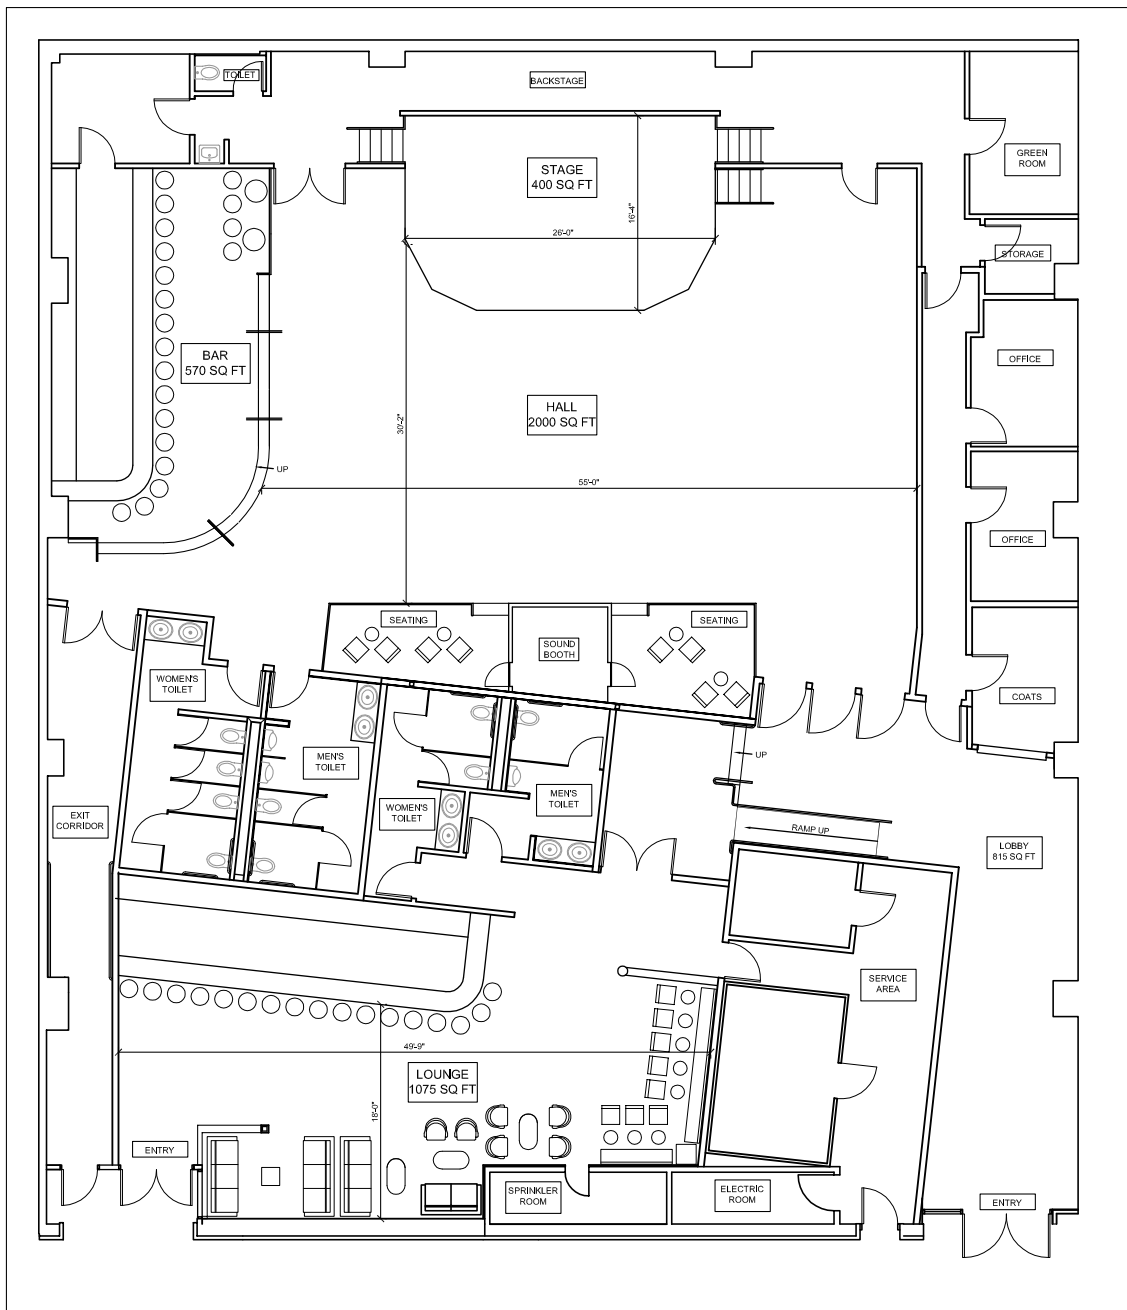 TOILET
BACKSTAGE
STAGE
400 SQ FT
GREEN
ROOM
16'-4"
26'-0"
STORAGE
BAR
570 SQ FT
OFFICE
HALL
2000 SQ FT
30'-2"
UP
55'-0"
OFFICE
SEATING
SEATING
SOUND
BOOTH
WOMEN'S
TOILET
COATS
MEN'S
TOILET
UP
WOMEN'S
TOILET
MEN'S
TOILET
EXIT
CORRIDOR
RAMP UP
LOBBY
815 SQ FT
SERVICE
AREA
49'-9"
LOUNGE
1075 SQ FT
18'-0"
ENTRY
SPRINKLER
ROOM
ELECTRIC
ROOM
ENTRY